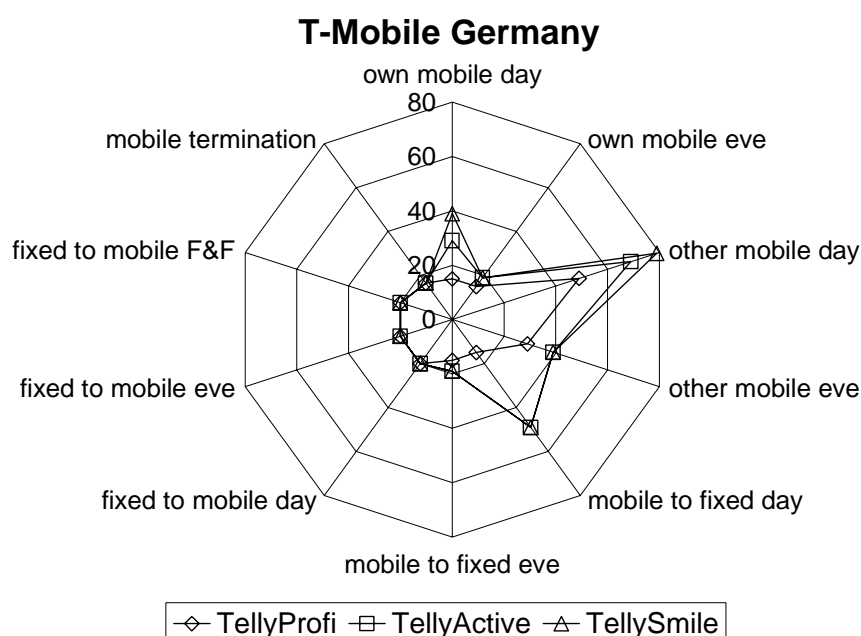 T-Mobile Germany
own mobile day
80
mobile termination
own mobile eve
60
40
fixed to mobile F&F
other mobile day
20
0
fixed to mobile eve
other mobile eve
fixed to mobile day
mobile to fixed day
mobile to fixed eve
TellyProfi TellyActive TellySmile